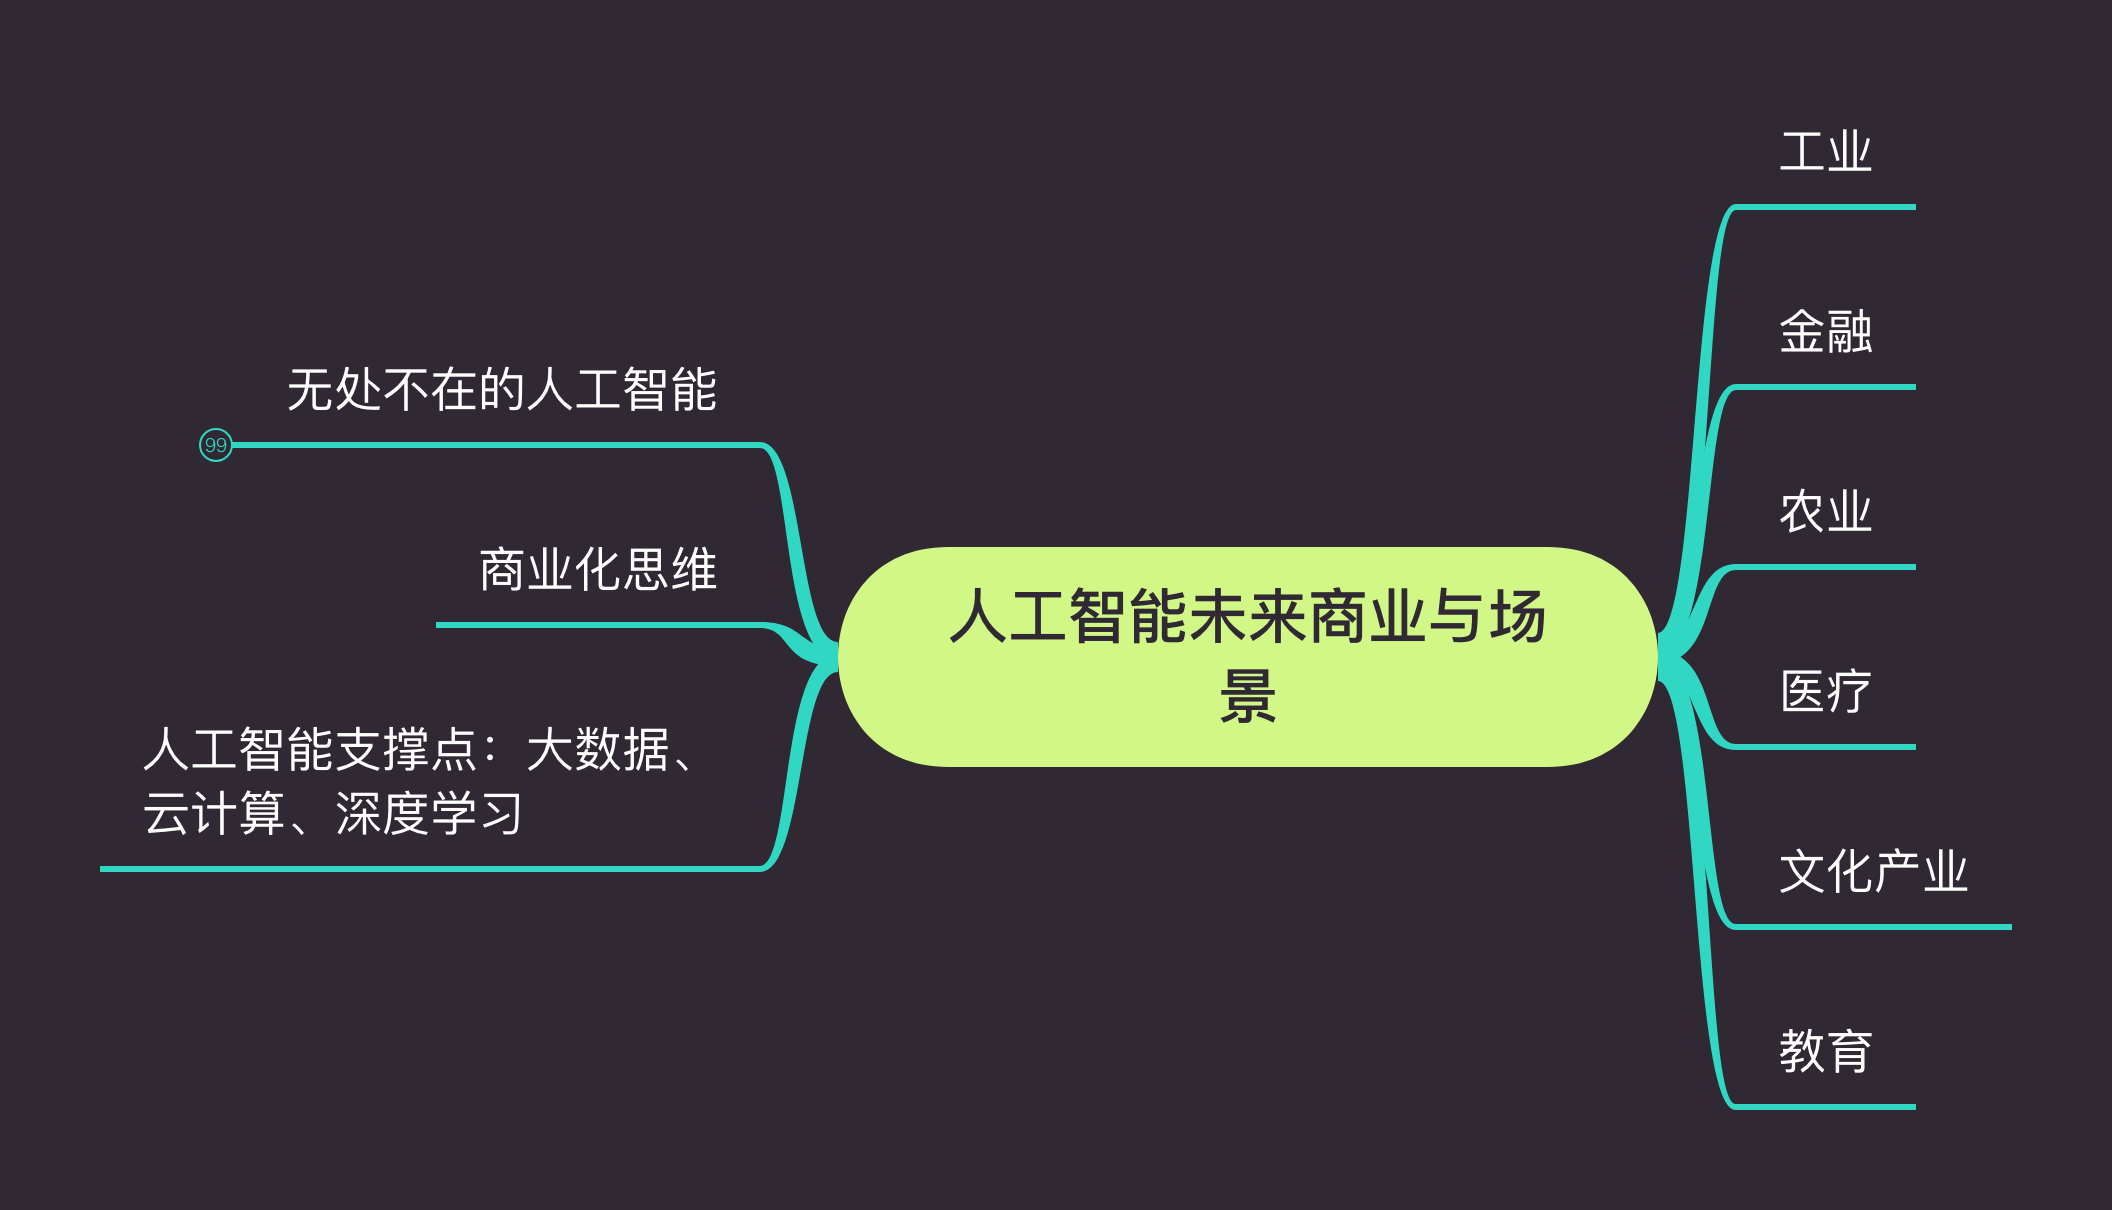 人工智能未来商业与场
景
工业
金融
农业
医疗
文化产业
教育
无处不在的人工智能
99
商业化思维
人工智能支撑点：大数据、
云计算、深度学习